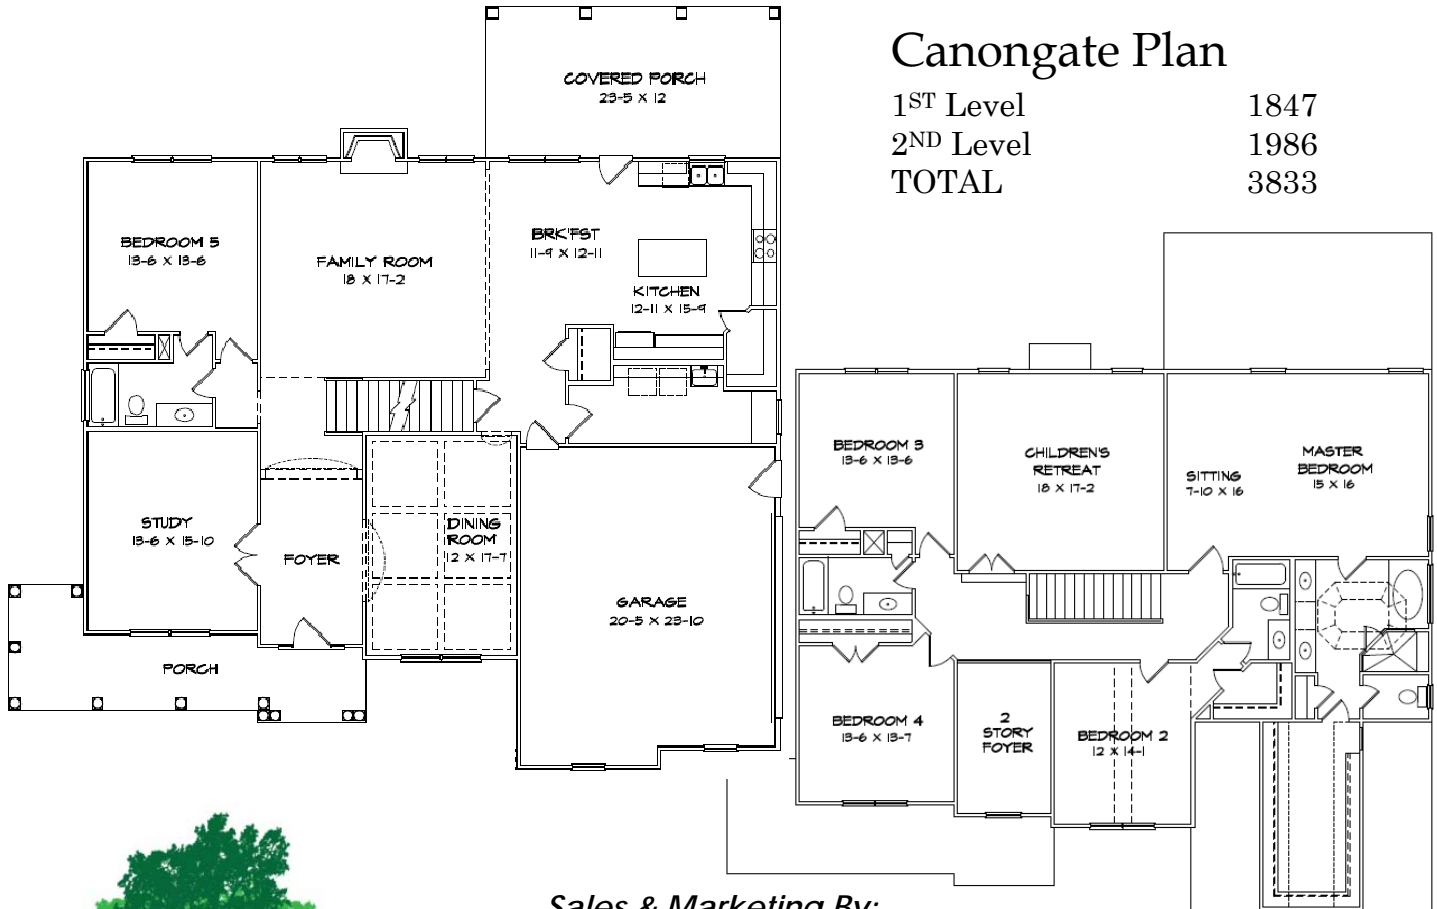 Canongate Plan
1ST Level 1847
2ND Level 1986
TOTAL 3833
COVERED PORCH
23-5 X 12
BEDROOM 5
13-6 X 13-6
FAMILY ROOM
18 X 17-2
BRK'FST
11-9 X 12-11
KITCHEN
12-11 X 15-9
STUDY
13-6 X 15-10
FOYER
DINING
ROOM
12 X 17-7
GARAGE
20-5 X 23-10
PORCH
BEDROOM 3
13-6 X 13-6
CHILDREN'S
RETREAT
18 X 17-2
SITTING
7-10 X 16
MASTER
BEDROOM
15 X 16
BEDROOM 4
13-6 X 13-7
2
STORY
FOYER
BEDROOM 2
12 X 14-1
Sales & Marketing By: